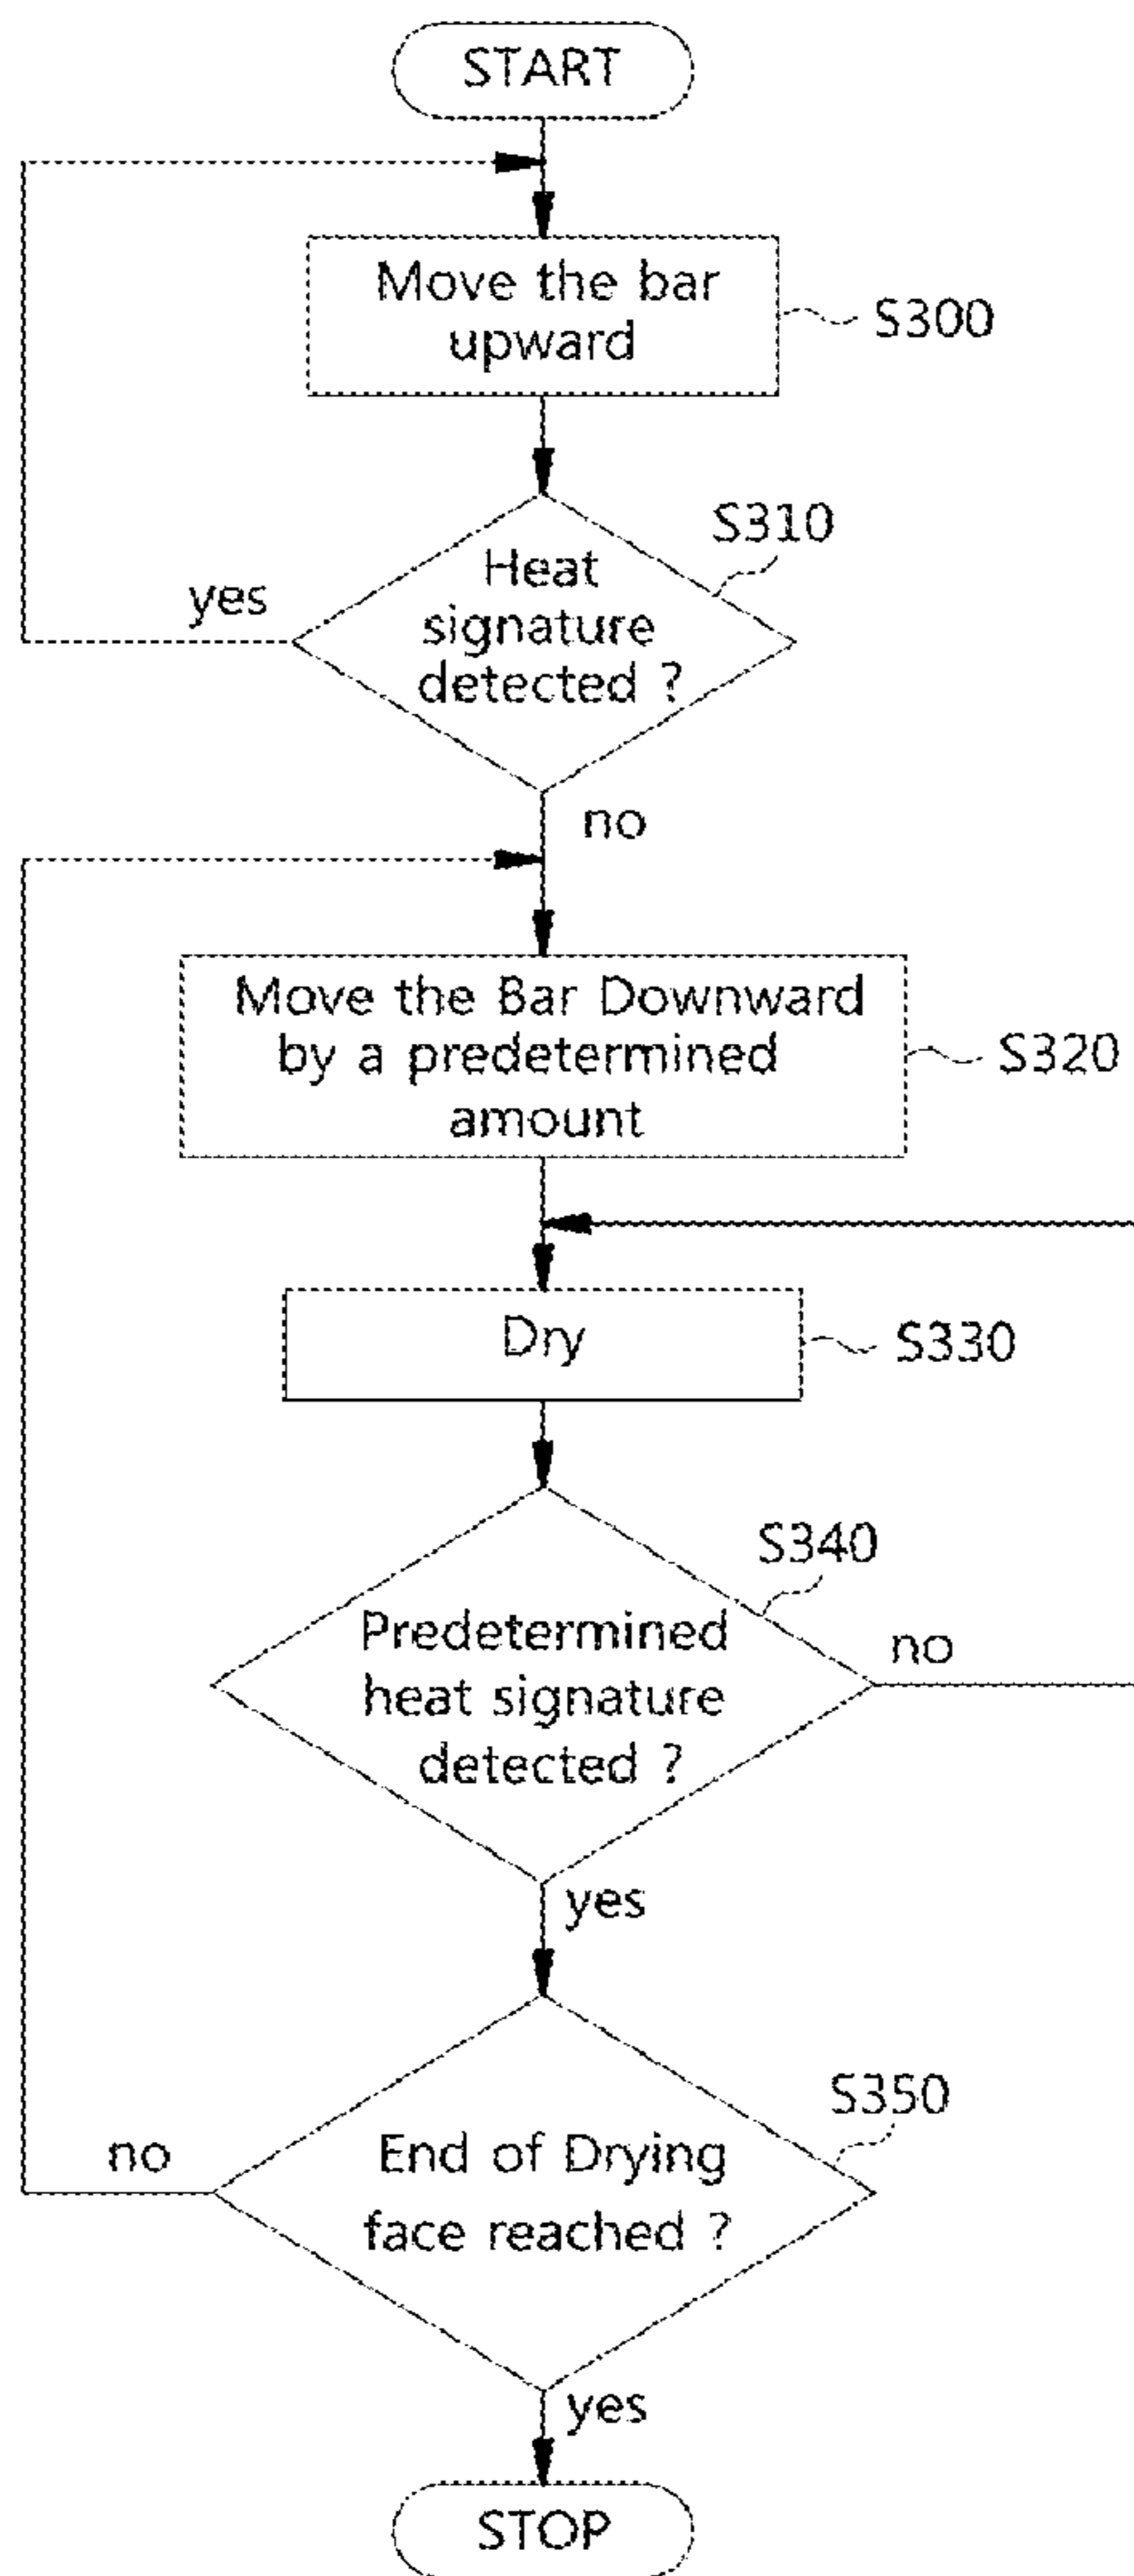 START
Move the bar
upward
S300
S310
Heat
signature
detected ?
yes
no
Move the Bar Downward
by a predetermined
amount
S320
Dry
S330
S340
Predetermined
heat signature
detected ?
no
yes
S350
End of Drying
face reached ?
no
yes
STOP